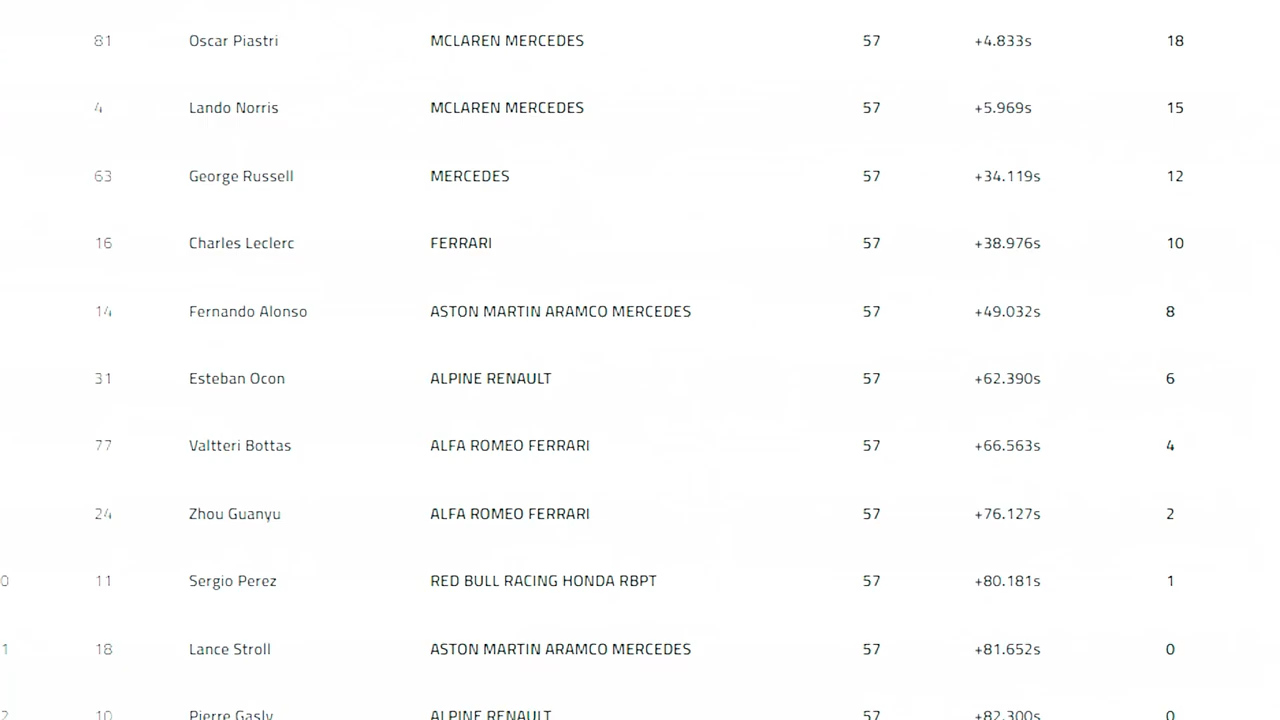 81 Oscar Piastri MCLAREN MERCEDES 57 +4.833s 18
4 Lando Norris MCLAREN MERCEDES 57 +5.969s 15
63 George Russell MERCEDES 57 +34.119s 12
16 Charles Leclerc FERRARI 57 +38.976s 10
14 Fernando Alonso ASTON MARTIN ARAMCO MERCEDES 57 +49.032s 8
31 Esteban Ocon ALPINE RENAULT 57 +62.390s 6
77 Valtteri Bottas ALFA ROMEO FERRARI 57 +66.563s 4
24 Zhou Guanyu ALFA ROMEO FERRARI 57 +76.127s 2
0 11 Sergio Perez RED BULL RACING HONDA RBPT 57 +80.181s 1
1 18 Lance Stroll ASTON MARTIN ARAMCO MERCEDES 57 +81.652s 0
2 10 Pierre Gasly ALPINE RENAULT 57 +82.300s 0